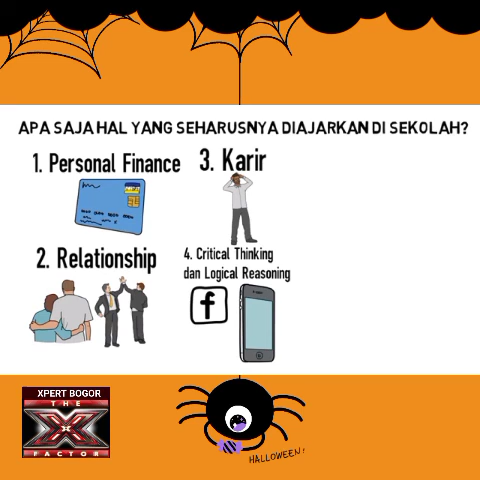 APA SAJA HAL YANG SEHARUSNYA DIAJARKAN DI SEKOLAH?
1. Personal Finance
3. Karir
2. Relationship
4. Critical Thinking
dan Logical Reasoning
f
XPERT BOGOR
THE
X
FACTOR
HALLOWEEN!